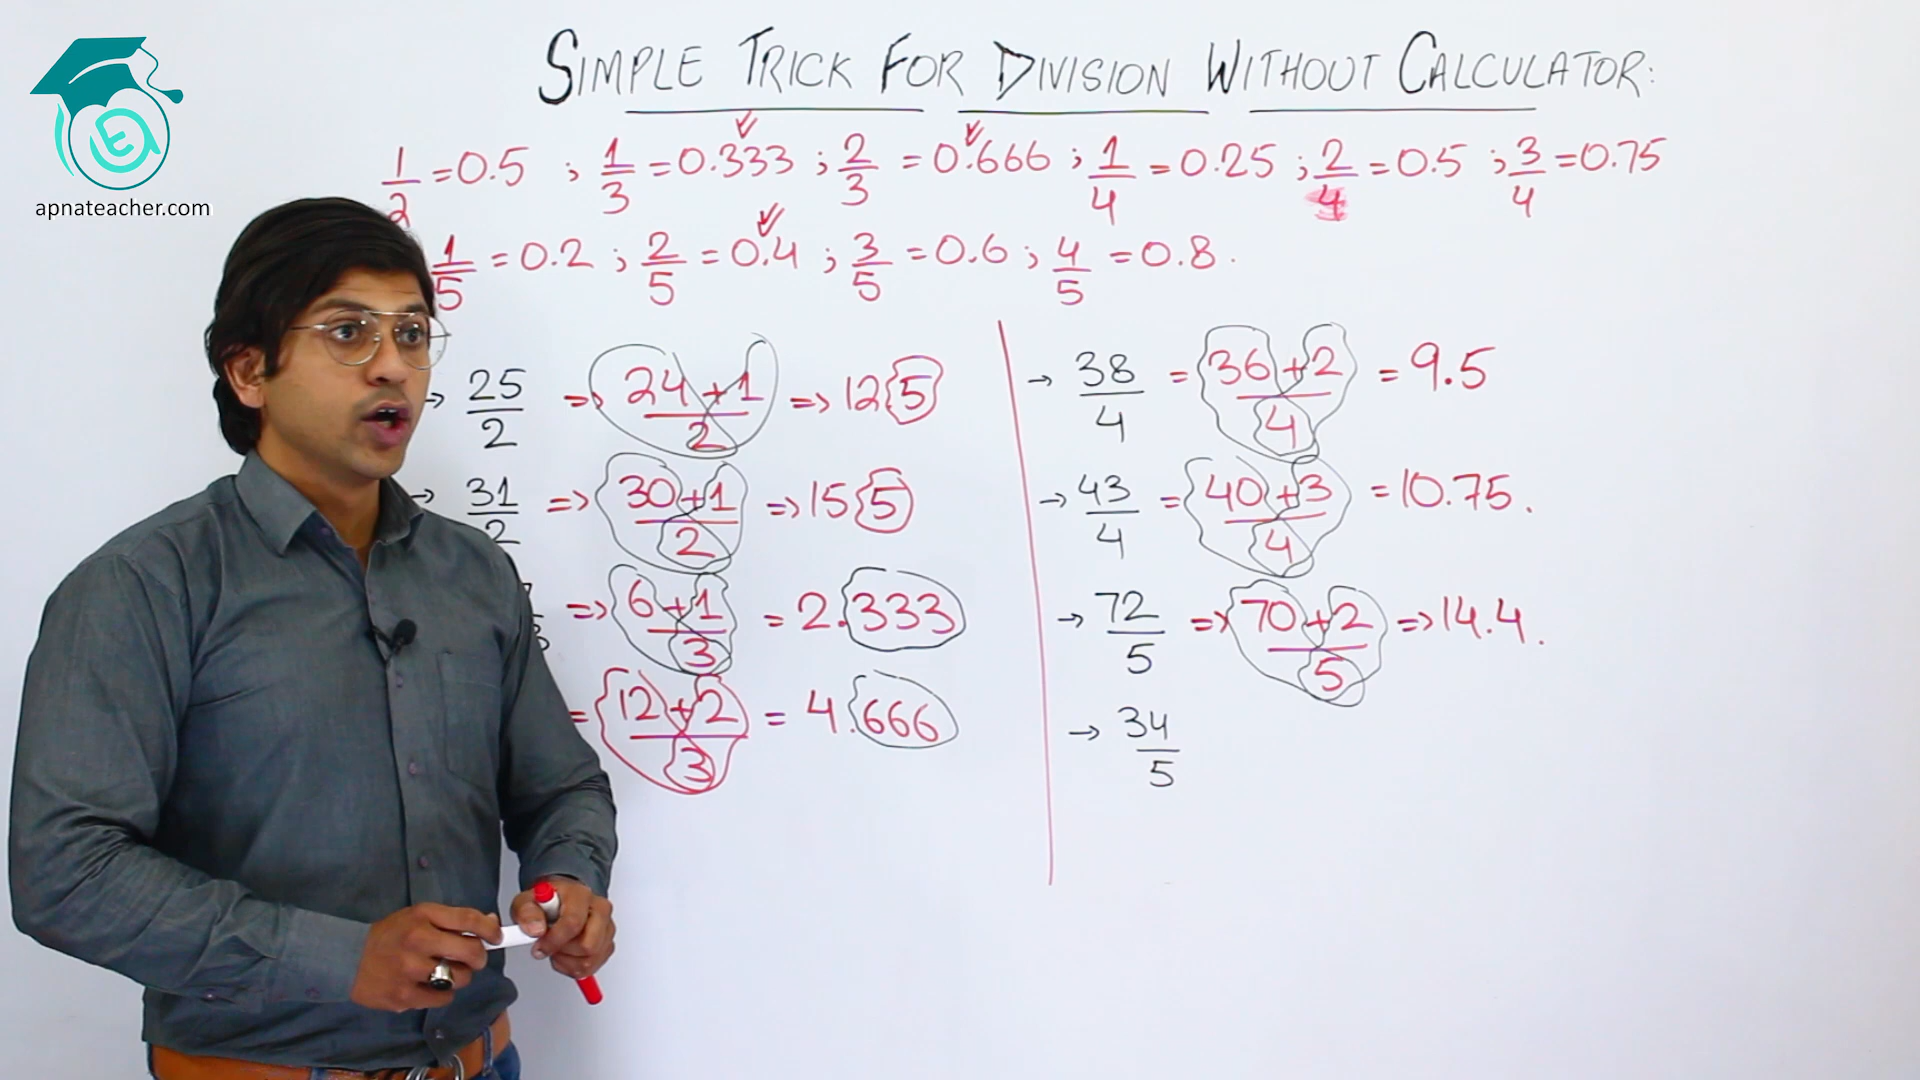 SIMPLE TRICK FOR DIVISION WITHOUT CALCULATOR:
apnateacher.com
1/2 = 0.5 ; 1/3 = 0.333 ; 2/3 = 0.666 ; 1/4 = 0.25 ; 2/4 = 0.5 ; 3/4 = 0.75
1/5 = 0.2 ; 2/5 = 0.4 ; 3/5 = 0.6 ; 4/5 = 0.8 .
→ 25/2 => 24+1/2 => 12.5
→ 31/2 => 30+1/2 => 15.5
=> 6+1/3 = 2.333
= 12+2/3 = 4.666
→ 38/4 = 36+2/4 = 9.5
→ 43/4 = 40+3/4 = 10.75.
→ 72/5 => 70+2/5 => 14.4.
→ 34/5